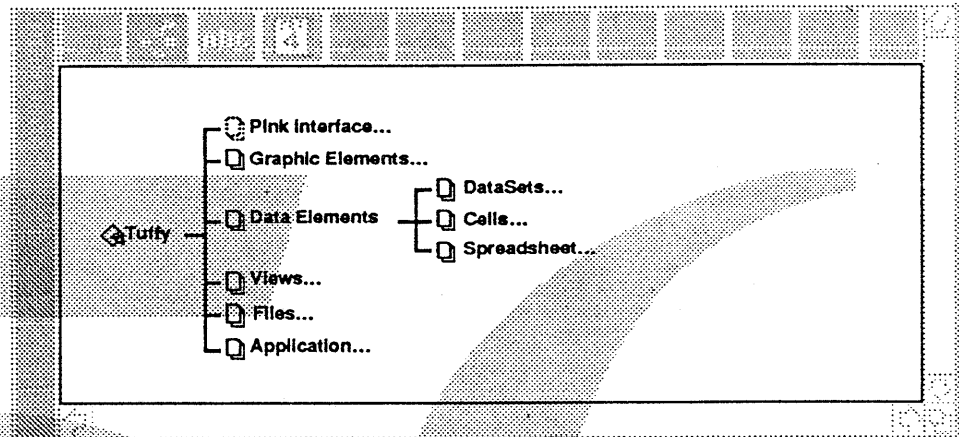 Pink Interface...
Graphic Elements...
DataSets...
Tuffy
Data Elements
Cells...
Spreadsheet...
Views...
Files...
Application...